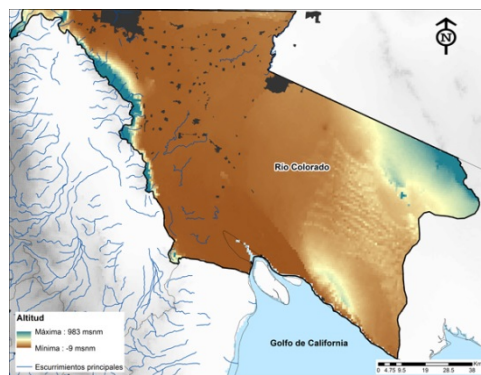 N
Río Colorado
Altitud
Máxima : 983 msnm
Mínima : -9 msnm
Escurrimientos principales
Golfo de California
0 4.75 9.5 19 28.5 38